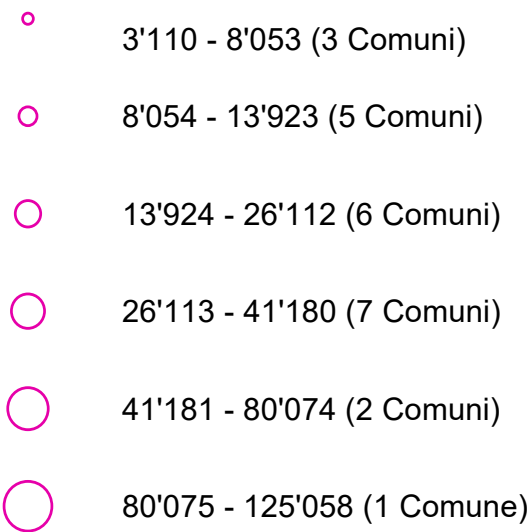 3'110 - 8'053 (3 Comuni)
8'054 - 13'923 (5 Comuni)
13'924 - 26'112 (6 Comuni)
26'113 - 41'180 (7 Comuni)
41'181 - 80'074 (2 Comuni)
80'075 - 125'058 (1 Comune)